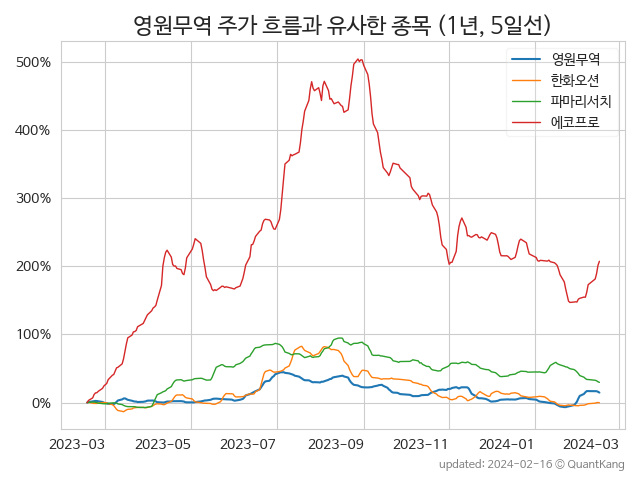 영원무역 주가 흐름과 유사한 종목 (1년, 5일선)
영원무역
한화오션
파마리서치
에코프로
500%
400%
300%
200%
100%
0%
2023-03 2023-05 2023-07 2023-09 2023-11 2024-01 2024-03
updated: 2024-02-16 © QuantKang